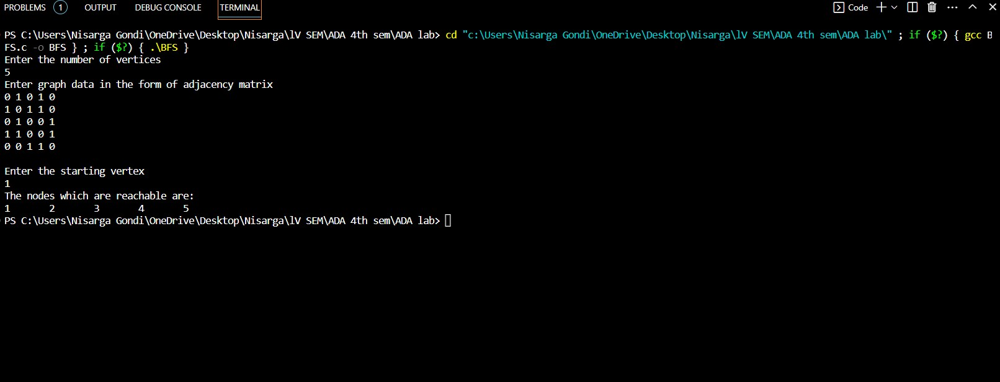 PROBLEMS 1 OUTPUT DEBUG CONSOLE TERMINAL Code
PS C:\Users\Nisarga Gondi\OneDrive\Desktop\Nisarga\lV SEM\ADA 4th sem\ADA lab> cd "c:\Users\Nisarga Gondi\OneDrive\Desktop\Nisarga\lV SEM\ADA 4th sem\ADA lab\" ; if ($?) { gcc B
FS.c -o BFS } ; if ($?) { .\BFS }
Enter the number of vertices
5
Enter graph data in the form of adjacency matrix
0 1 0 1 0
1 0 1 1 0
0 1 0 0 1
1 1 0 0 1
0 0 1 1 0
Enter the starting vertex
1
The nodes which are reachable are:
1 2 3 4 5
PS C:\Users\Nisarga Gondi\OneDrive\Desktop\Nisarga\lV SEM\ADA 4th sem\ADA lab>